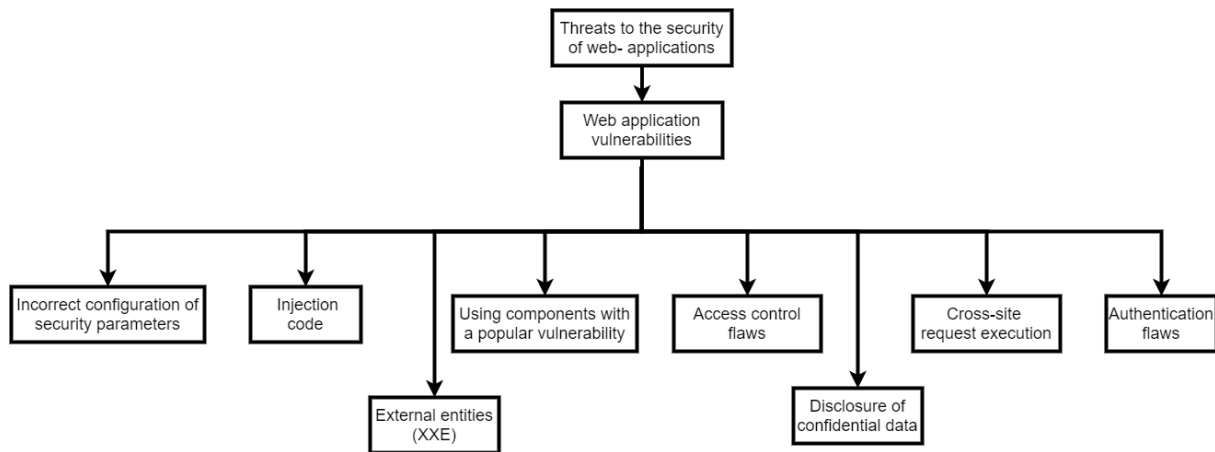 Threats to the security
of web- applications
Web application
vulnerabilities
Incorrect configuration of
security parameters
Injection
code
Using components with
a popular vulnerability
Access control
flaws
Cross-site
request execution
Authentication
flaws
External entities
(XXE)
Disclosure of
confidential data